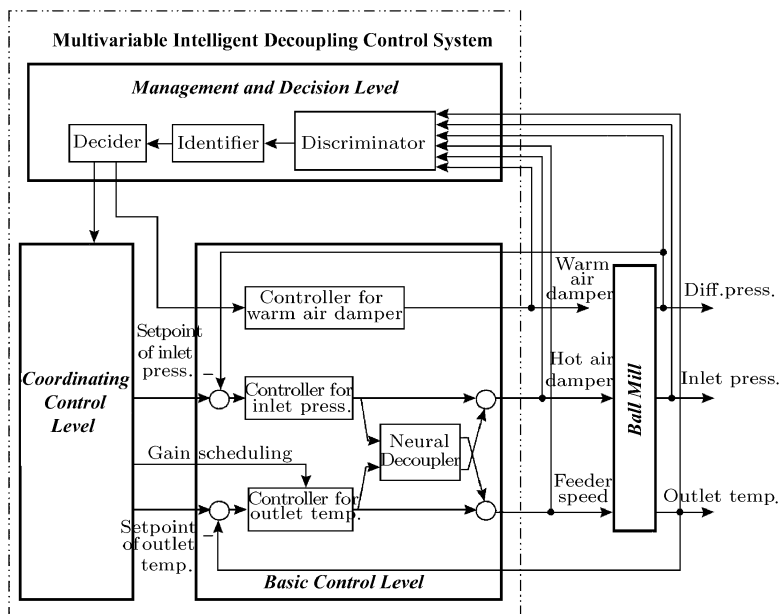 Multivariable Intelligent Decoupling Control System
Management and Decision Level
Decider
Identifier
Discriminator
Warm
air
damper
Diff.press.
Controller for
warm air damper
Setpoint
of inlet
press.
−
Coordinating
Control
Level
Controller for
inlet press.
Hot air
damper
Ball Mill
Inlet press.
Neural
Decoupler
Gain scheduling
Controller for
outlet temp.
Feeder
speed
Outlet temp.
Setpoint
of outlet
temp.
−
Basic Control Level